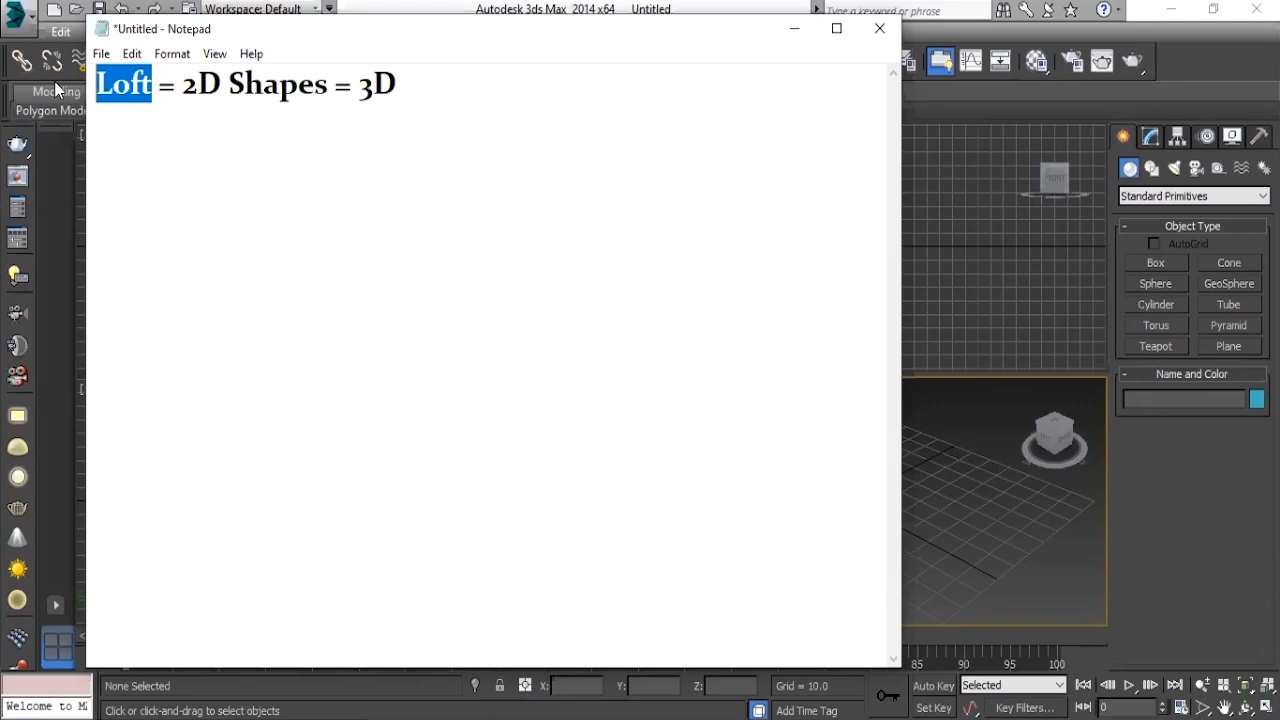 Workspace: Default
Autodesk 3ds Max 2014 x64 Untitled
Type a keyword or phrase
Edit
*Untitled - Notepad
File Edit Format View Help
Loft = 2D Shapes = 3D
Polygon Mode
Standard Primitives
Object Type
AutoGrid
Box Cone
Sphere GeoSphere
Cylinder Tube
Torus Pyramid
Teapot Plane
Name and Color
85 90 95 100
None Selected X: Y: Z: Grid = 10.0 Auto Key Selected
Welcome to M Click or click-and-drag to select objects Add Time Tag Set Key Key Filters... 0